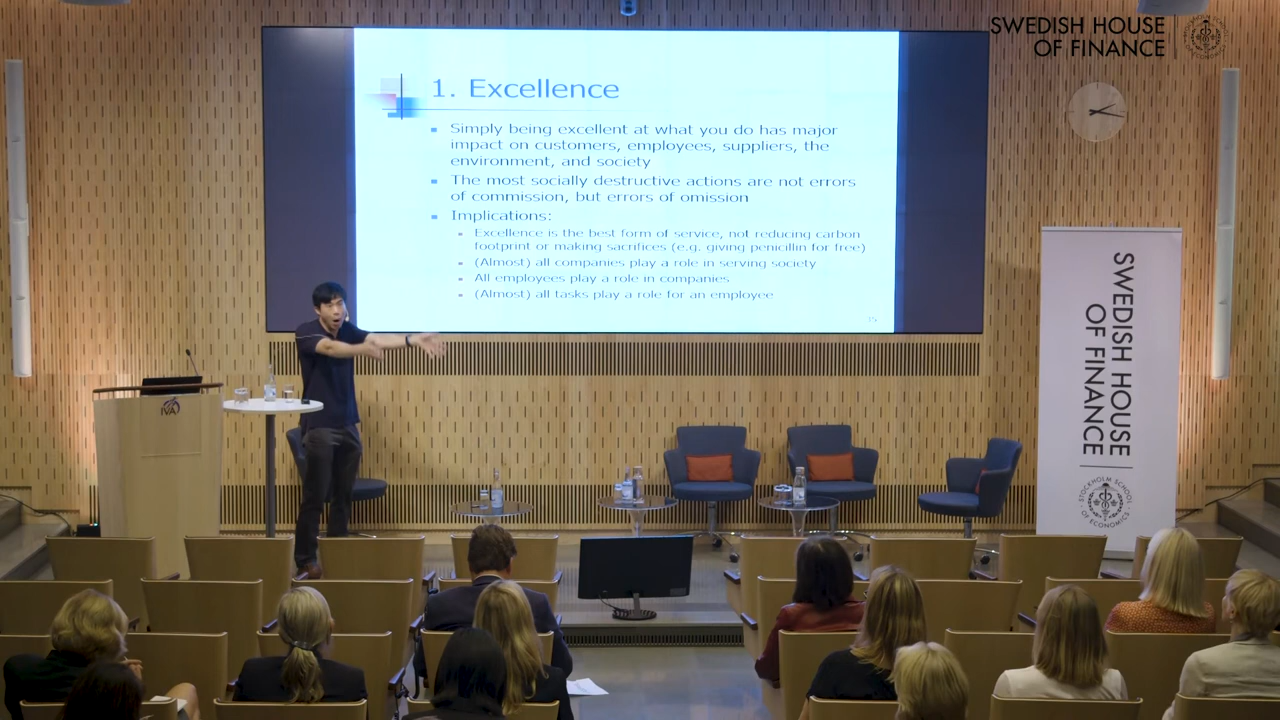 SWEDISH HOUSE
OF FINANCE
1. Excellence
Simply being excellent at what you do has major
impact on customers, employees, suppliers, the
environment, and society
The most socially destructive actions are not errors
of commission, but errors of omission
Implications:
Excellence is the best form of service, not reducing carbon
footprint or making sacrifices (e.g. giving penicillin for free)
(Almost) all companies play a role in serving society
All employees play a role in companies
(Almost) all tasks play a role for an employee
15
IVA
SWEDISH HOUSE
OF FINANCE
STOCKHOLM SCHOOL
OF ECONOMICS